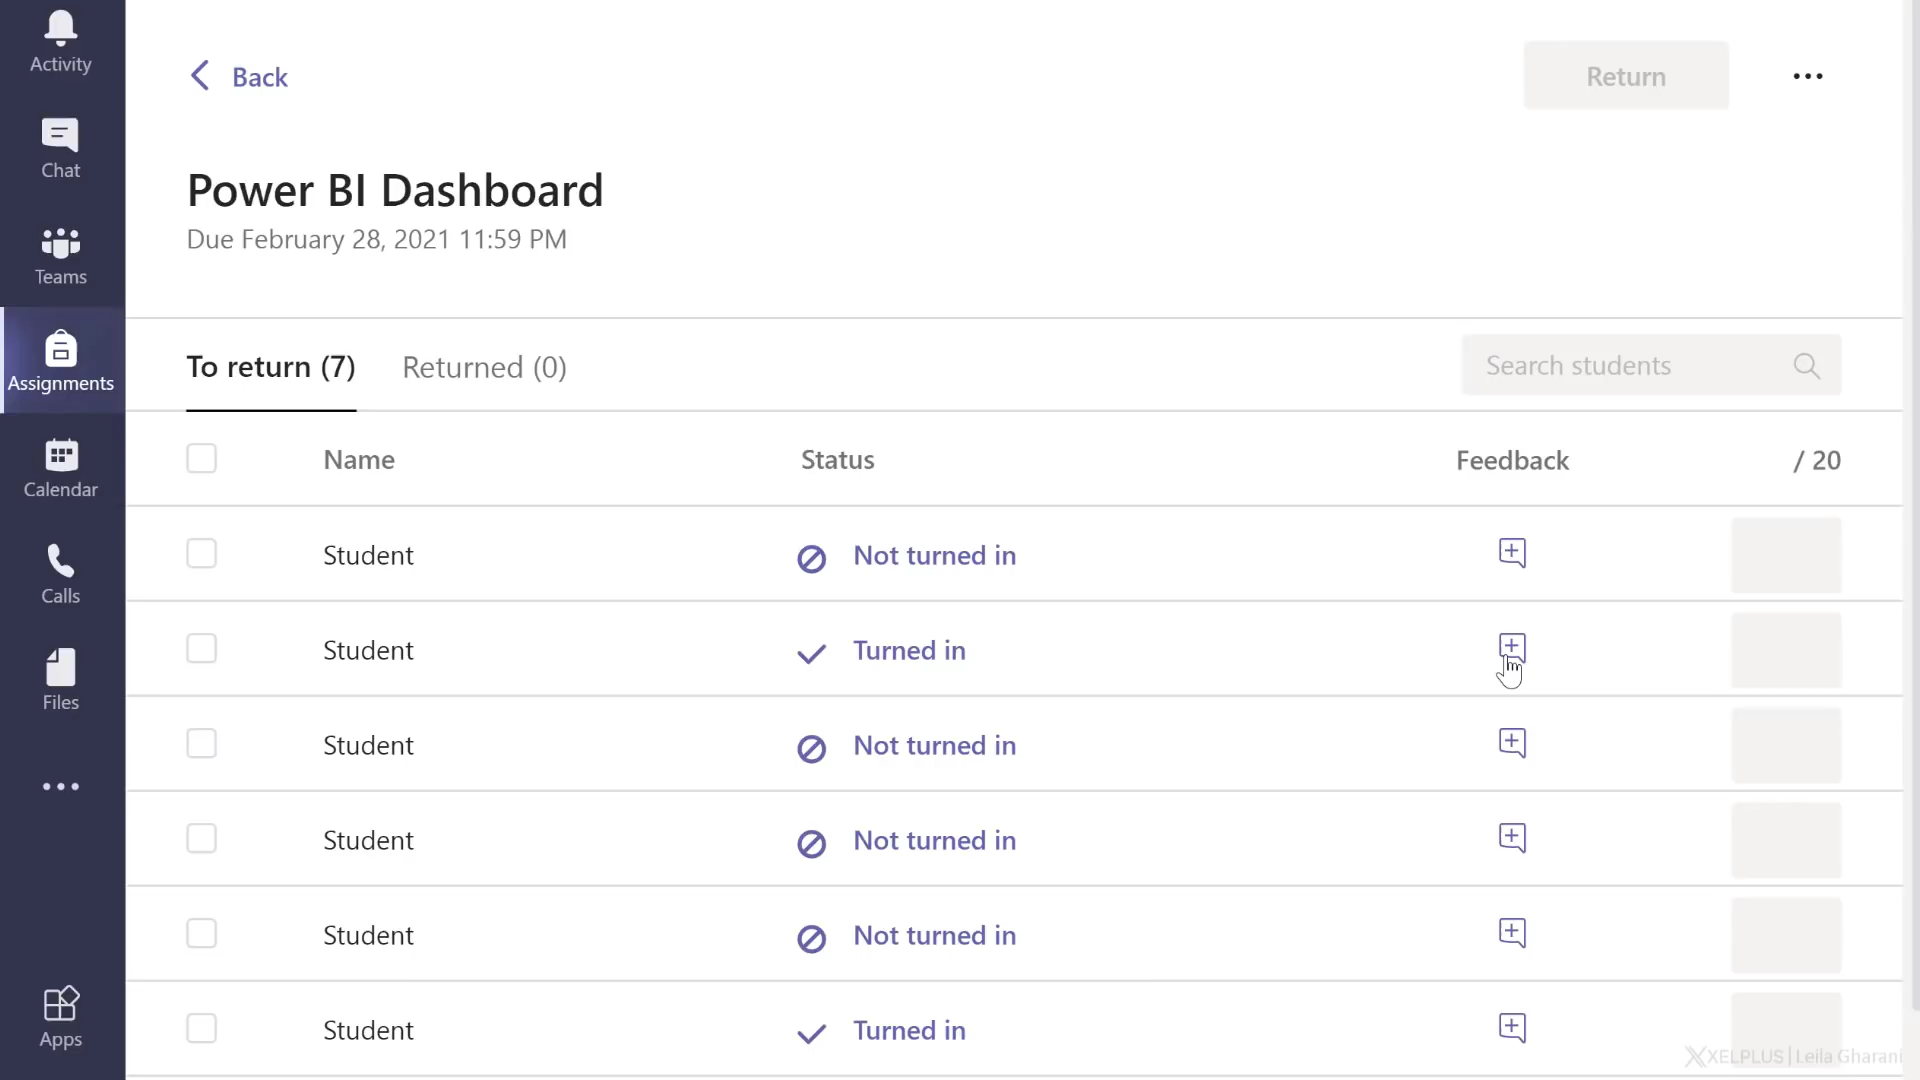 Activity
Chat
Teams
Assignments
Calendar
Calls
Files
Apps
Back
Return
Power BI Dashboard
Due February 28, 2021 11:59 PM
To return (7)
Returned (0)
Search students
Name
Status
Feedback
/ 20
Student
Not turned in
Student
Turned in
Student
Not turned in
Student
Not turned in
Student
Not turned in
Student
Turned in
XELPLUS | Leila Gharani